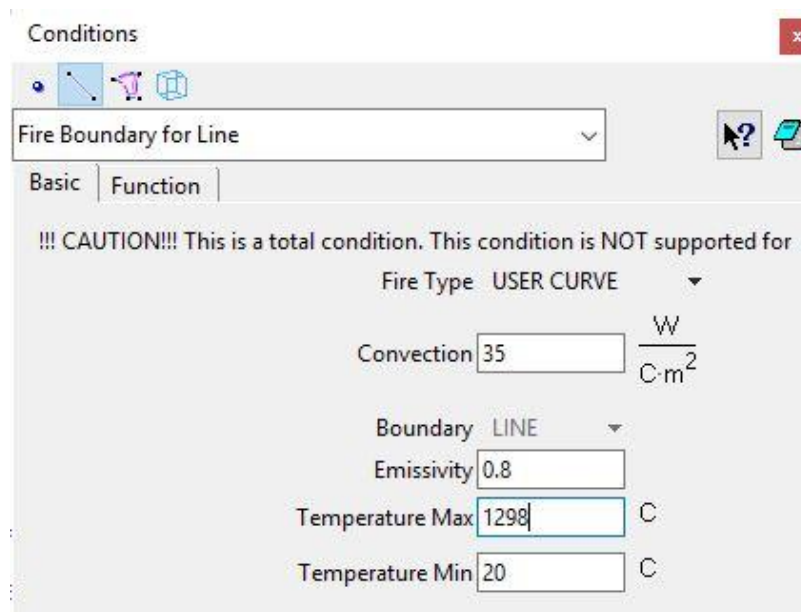 Conditions
x
Fire Boundary for Line
?
Basic Function
!!! CAUTION!!! This is a total condition. This condition is NOT supported for
Fire Type USER CURVE
Convection 35 W
C·m²
Boundary LINE
Emissivity 0.8
Temperature Max 1298 C
Temperature Min 20 C